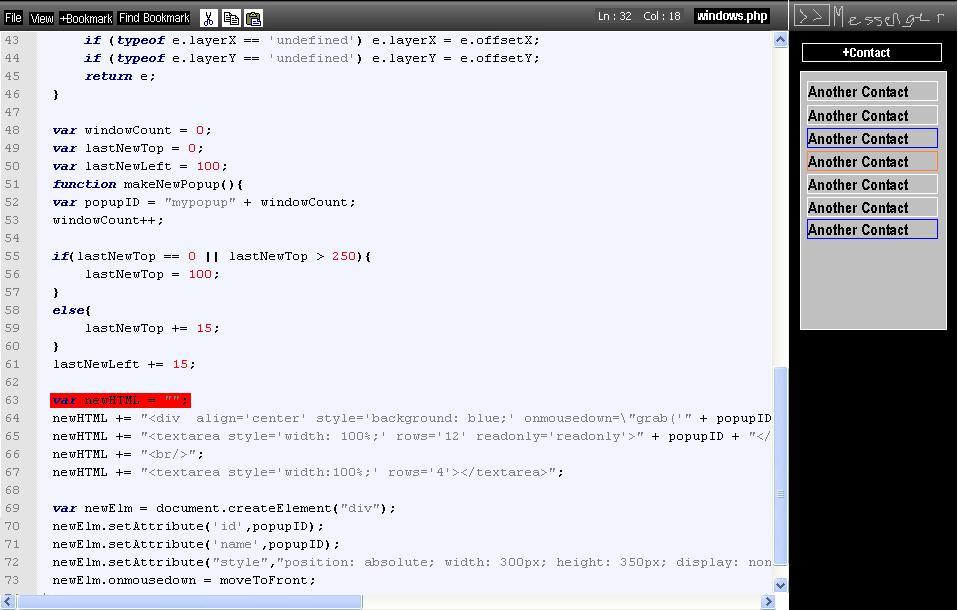 File View +Bookmark Find Bookmark Ln : 32 Col : 18 windows.php >> Messenger
+Contact
Another Contact
Another Contact
Another Contact
Another Contact
Another Contact
Another Contact
Another Contact
43 if (typeof e.layerX == 'undefined') e.layerX = e.offsetX;
44 if (typeof e.layerY == 'undefined') e.layerY = e.offsetY;
45 return e;
46 }
47
48 var windowCount = 0;
49 var lastNewTop = 0;
50 var lastNewLeft = 100;
51 function makeNewPopup(){
52 var popupID = "mypopup" + windowCount;
53 windowCount++;
54
55 if(lastNewTop == 0 || lastNewTop > 250){
56 lastNewTop = 100;
57 }
58 else{
59 lastNewTop += 15;
60 }
61 lastNewLeft += 15;
62
63 var newHTML = "";
64 newHTML += "<div  align='center' style='background: blue;' onmousedown=\"grab('" + popupID
65 newHTML += "<textarea style='width: 100%;' rows='12' readonly='readonly'>" + popupID + "</
66 newHTML += "<br/>";
67 newHTML += "<textarea style='width:100%;' rows='4'></textarea>";
68
69 var newElm = document.createElement("div");
70 newElm.setAttribute('id',popupID);
71 newElm.setAttribute('name',popupID);
72 newElm.setAttribute("style","position: absolute; width: 300px; height: 350px; display: non
73 newElm.onmousedown = moveToFront;